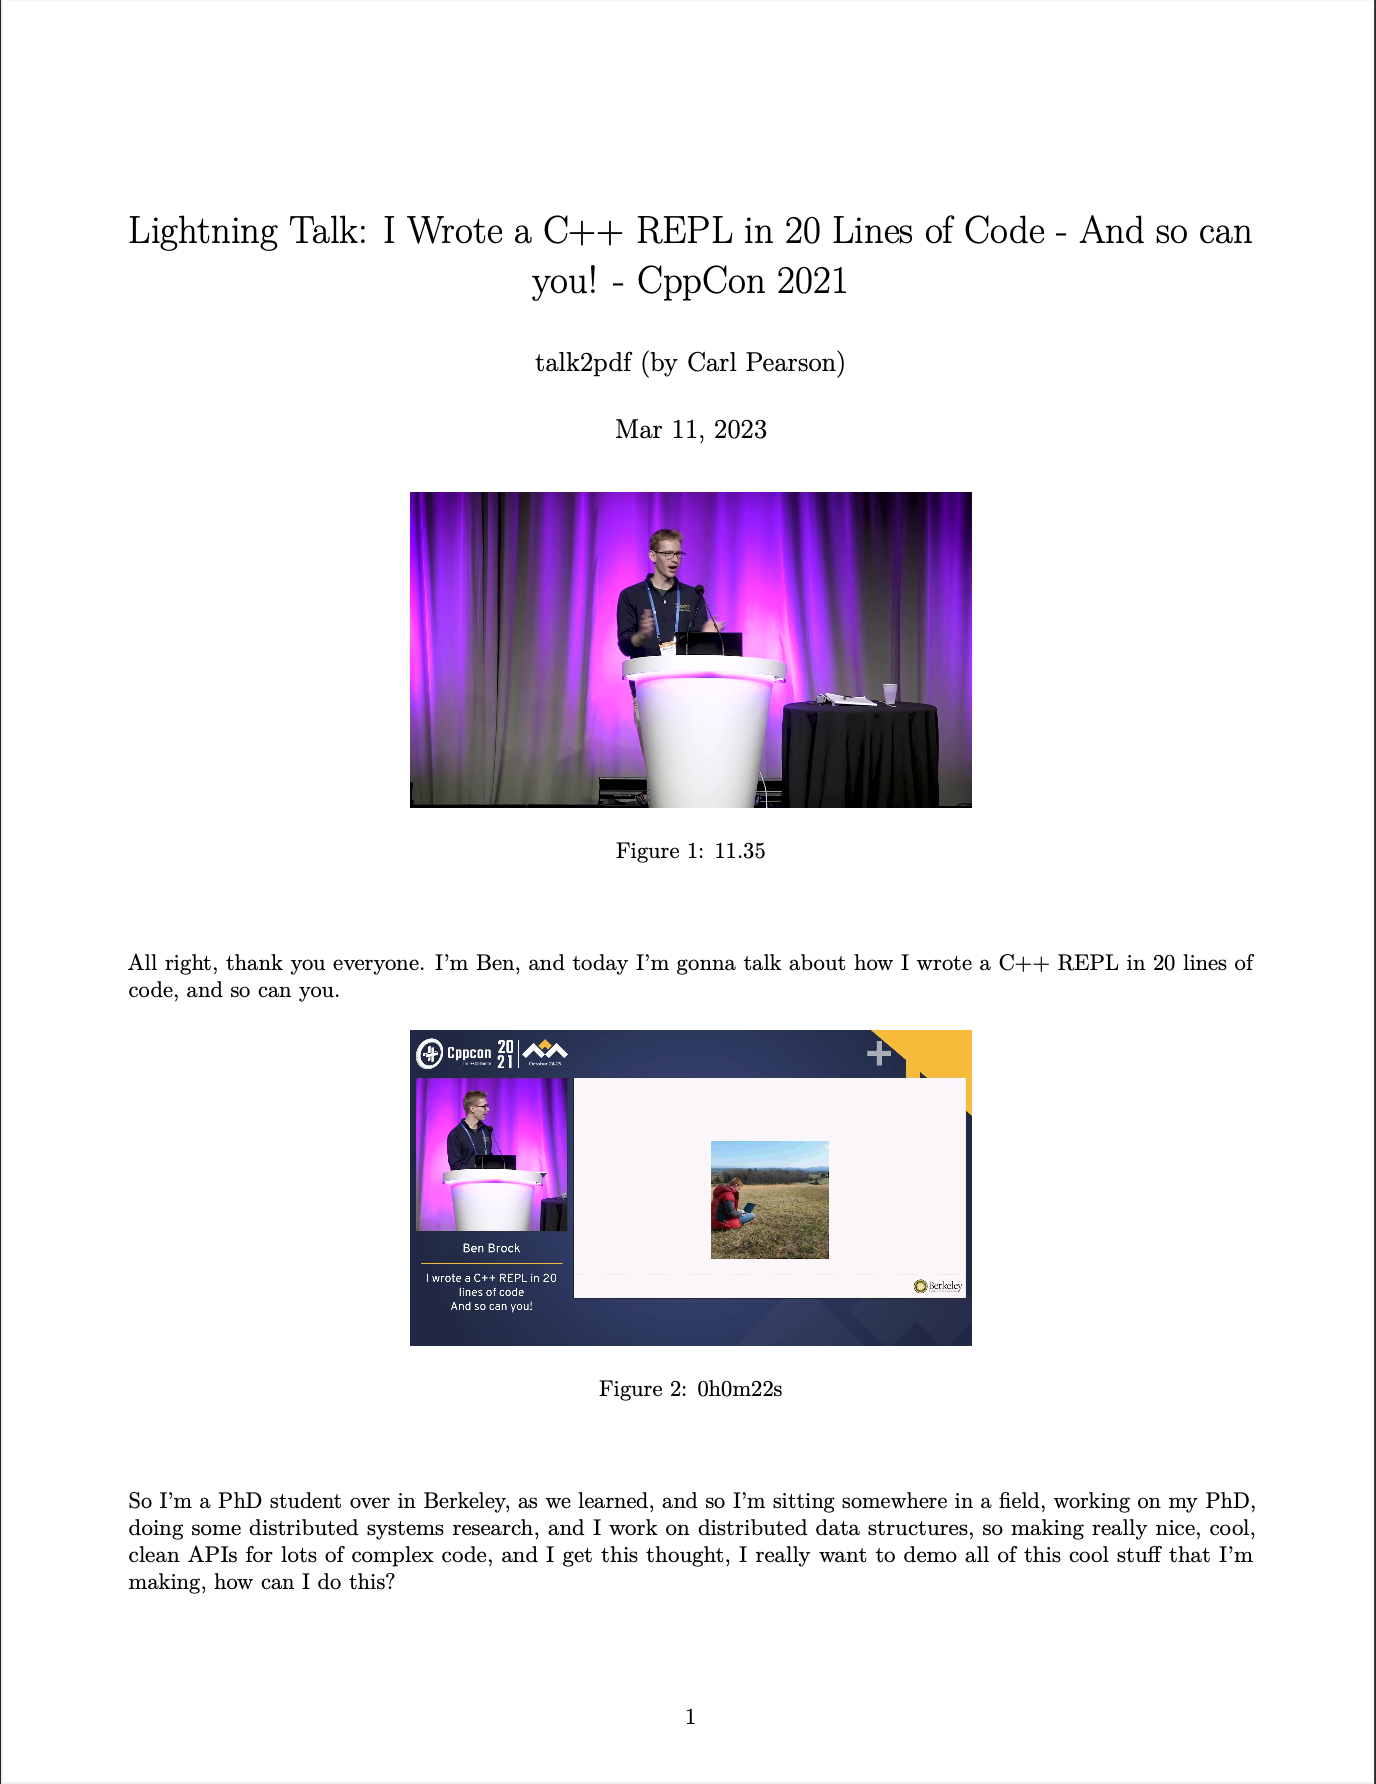 Lightning Talk: I Wrote a C++ REPL in 20 Lines of Code - And so can
you! - CppCon 2021
talk2pdf (by Carl Pearson)
Mar 11, 2023
Figure 1: 11.35
All right, thank you everyone. I'm Ben, and today I'm gonna talk about how I wrote a C++ REPL in 20 lines of
code, and so can you.
Cppcon 20
21
October 24-29
Ben Brock
I wrote a C++ REPL in 20
lines of code
And so can you!
Berkeley
Figure 2: 0h0m22s
So I'm a PhD student over in Berkeley, as we learned, and so I'm sitting somewhere in a field, working on my PhD,
doing some distributed systems research, and I work on distributed data structures, so making really nice, cool,
clean APIs for lots of complex code, and I get this thought, I really want to demo all of this cool stuff that I'm
making, how can I do this?
1